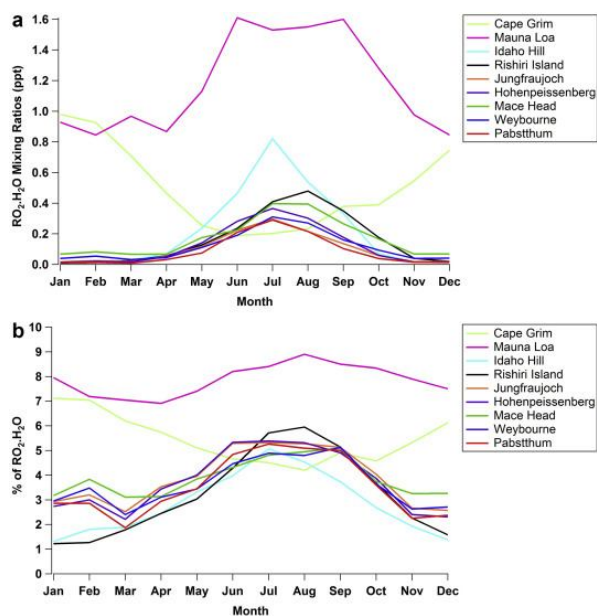 a
RO2.H2O Mixing Ratios (ppt)
1.6
1.4
1.2
1.0
0.8
0.6
0.4
0.2
0.0
Jan Feb Mar Apr May Jun Jul Aug Sep Oct Nov Dec
Month
Cape Grim
Mauna Loa
Idaho Hill
Rishiri Island
Jungfraujoch
Hohenpeissenberg
Mace Head
Weybourne
Pabstthum
b
% of RO2.H2O
10
9
8
7
6
5
4
3
2
1
0
Jan Feb Mar Apr May Jun Jul Aug Sep Oct Nov Dec
Month
Cape Grim
Mauna Loa
Idaho Hill
Rishiri Island
Jungfraujoch
Hohenpeissenberg
Mace Head
Weybourne
Pabstthum